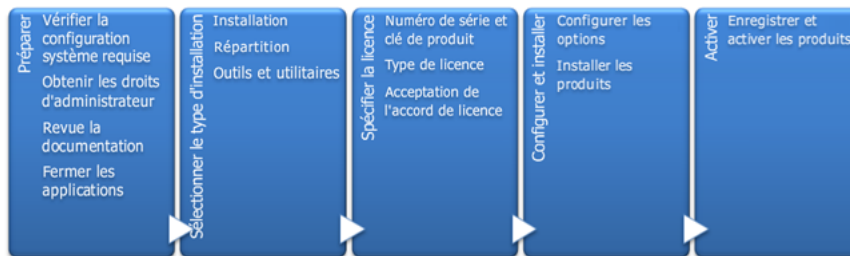 Préparer
Vérifier la
configuration
système requise
Obtenir les droits
d'administrateur
Revue la
documentation
Fermer les
applications
Sélectionner le type d'installation
Installation
Répartition
Outils et utilitaires
Spécifier la licence
Numéro de série et
clé de produit
Type de licence
Acceptation de
l'accord de licence
Configurer et installer
Configurer les
options
Installer les
produits
Activer
Enregistrer et
activer les produits